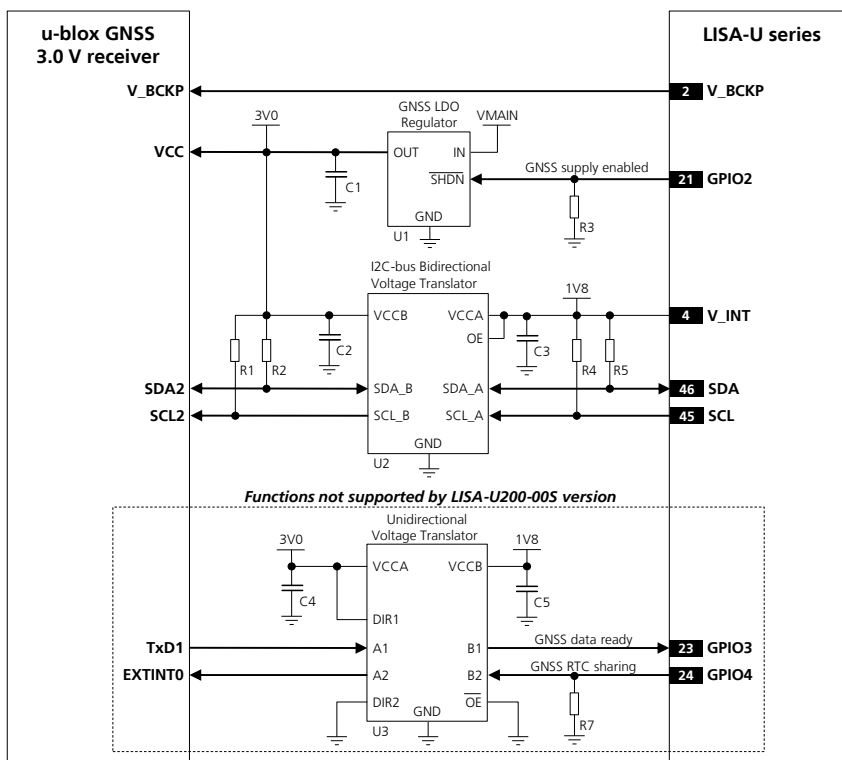 u-blox GNSS
3.0 V receiver
LISA-U series
V_BCKP
2 V_BCKP
GNSS LDO
Regulator
3V0
VMAIN
VCC
OUT
IN
GNSS supply enabled
SHDN
21 GPIO2
C1
GND
R3
U1
I2C-bus Bidirectional
Voltage Translator
1V8
VCCB
VCCA
4 V_INT
OE
R1
R2
C2
C3
R4
R5
SDA2
SDA_B
SDA_A
46 SDA
SCL2
SCL_B
SCL_A
45 SCL
GND
U2
Functions not supported by LISA-U200-00S version
Unidirectional
Voltage Translator
3V0
1V8
VCCA
VCCB
C4
C5
DIR1
TxD1
A1
B1
GNSS data ready
23 GPIO3
EXTINT0
A2
B2
GNSS RTC sharing
24 GPIO4
DIR2
OE
GND
R7
U3